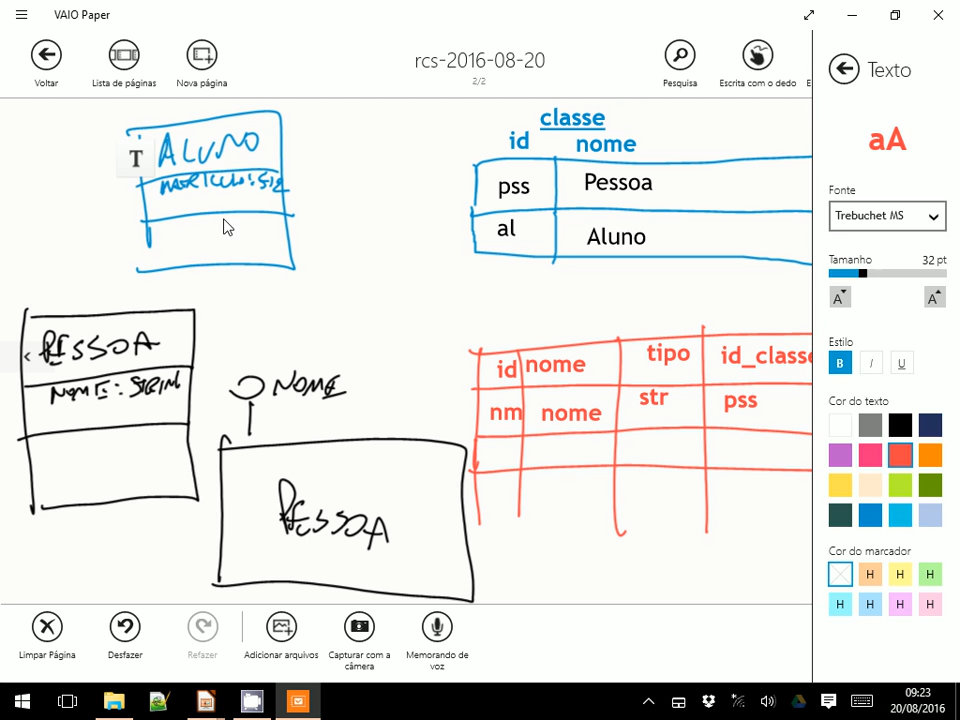 VAIO Paper
Voltar
Lista de páginas
Nova página
rcs-2016-08-20
2/2
Pesquisa
Escrita com o dedo
E
Texto
aA
Fonte
Trebuchet MS
Tamanho
32 pt
A
A
Estilo
B I U
Cor do texto
Cor do marcador
H H H
H H H H
T
ALUNO
classe
id nome
pss Pessoa
al Aluno
PESSOA
NOME: STRIN
NOME
PESSOA
id nome tipo id_classe
nm nome str pss
Limpar Página
Desfazer
Refazer
Adicionar arquivos
Capturar com a
câmera
Memorando de
voz
09:23
20/08/2016